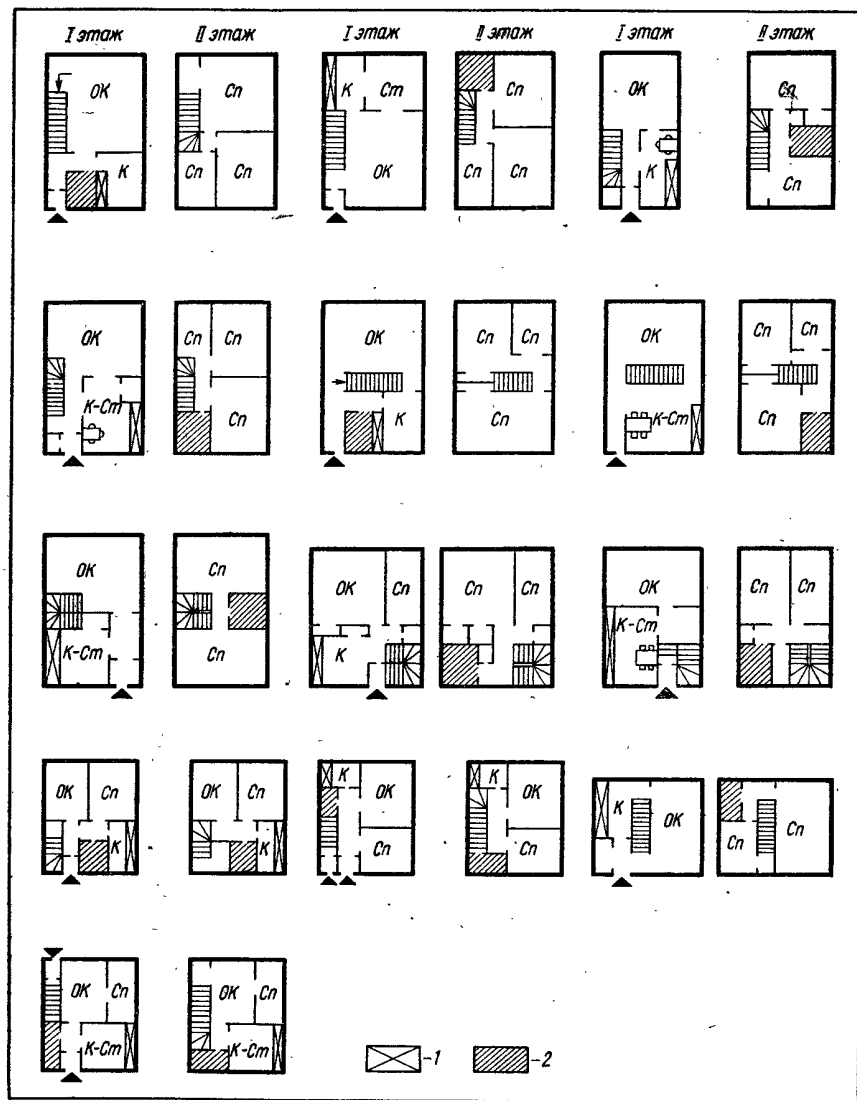 I этаж II этаж I этаж II этаж I этаж II этаж
ОК Сп К Ст Сп ОК Сп
К Сп Сп ОК Сп Сп К Сп
ОК Сп Сп ОК Сп Сп ОК Сп Сп
К-Ст Сп К Сп К-Ст Сп
ОК Сп ОК Сп Сп Сп ОК Сп Сп
К-Ст Сп К К-Ст
ОК Сп ОК Сп К ОК К ОК К ОК
К К Сп Сп Сп Сп
ОК Сп ОК Сп
К-Ст К-Ст -1 -2